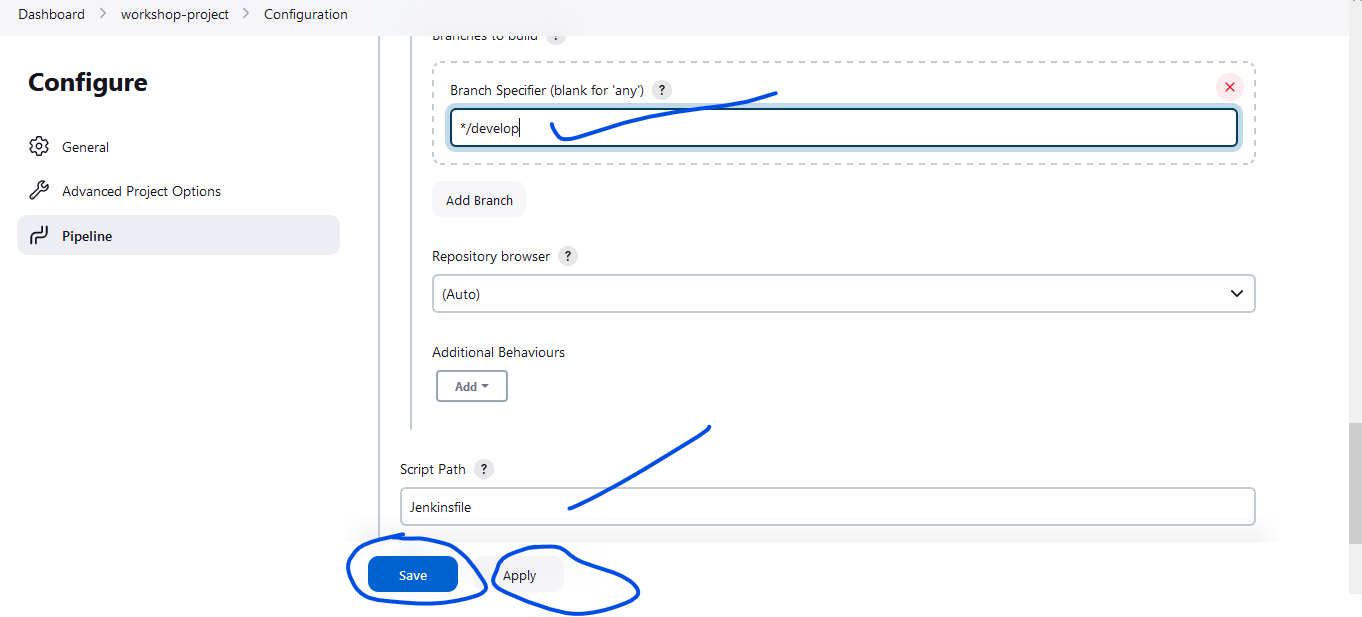 Dashboard > workshop-project > Configuration
Configure
General
Advanced Project Options
Pipeline
Branches to build ?
Branch Specifier (blank for 'any') ?
*/develop
Add Branch
Repository browser ?
(Auto)
Additional Behaviours
Add
Script Path ?
Jenkinsfile
Save Apply